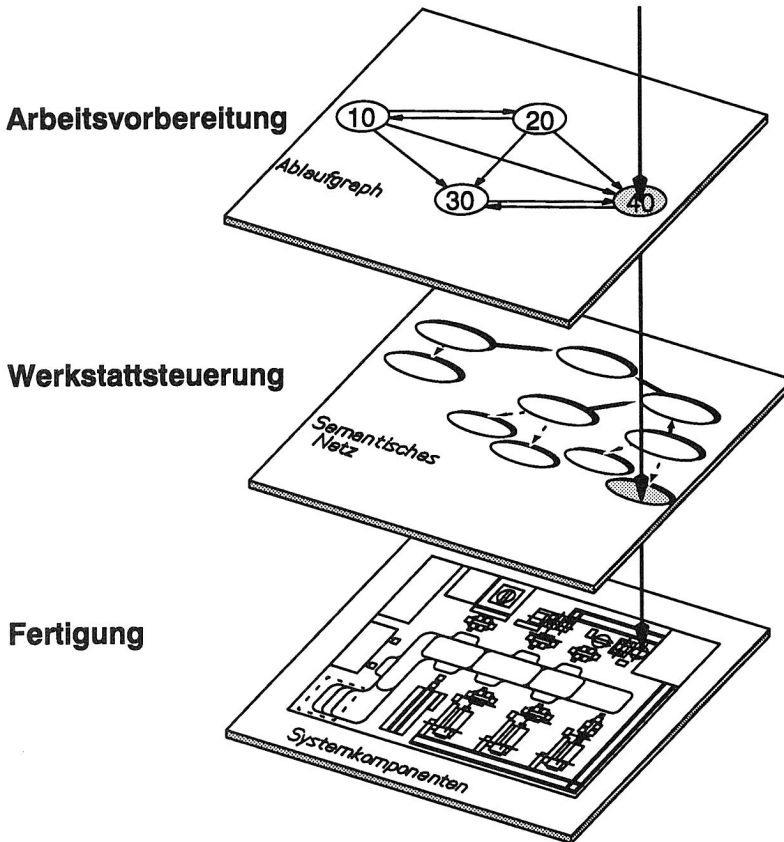 Arbeitsvorbereitung
10
20
30
40
Ablaufgraph
Werkstattsteuerung
Semantisches
Netz
Fertigung
Systemkomponenten